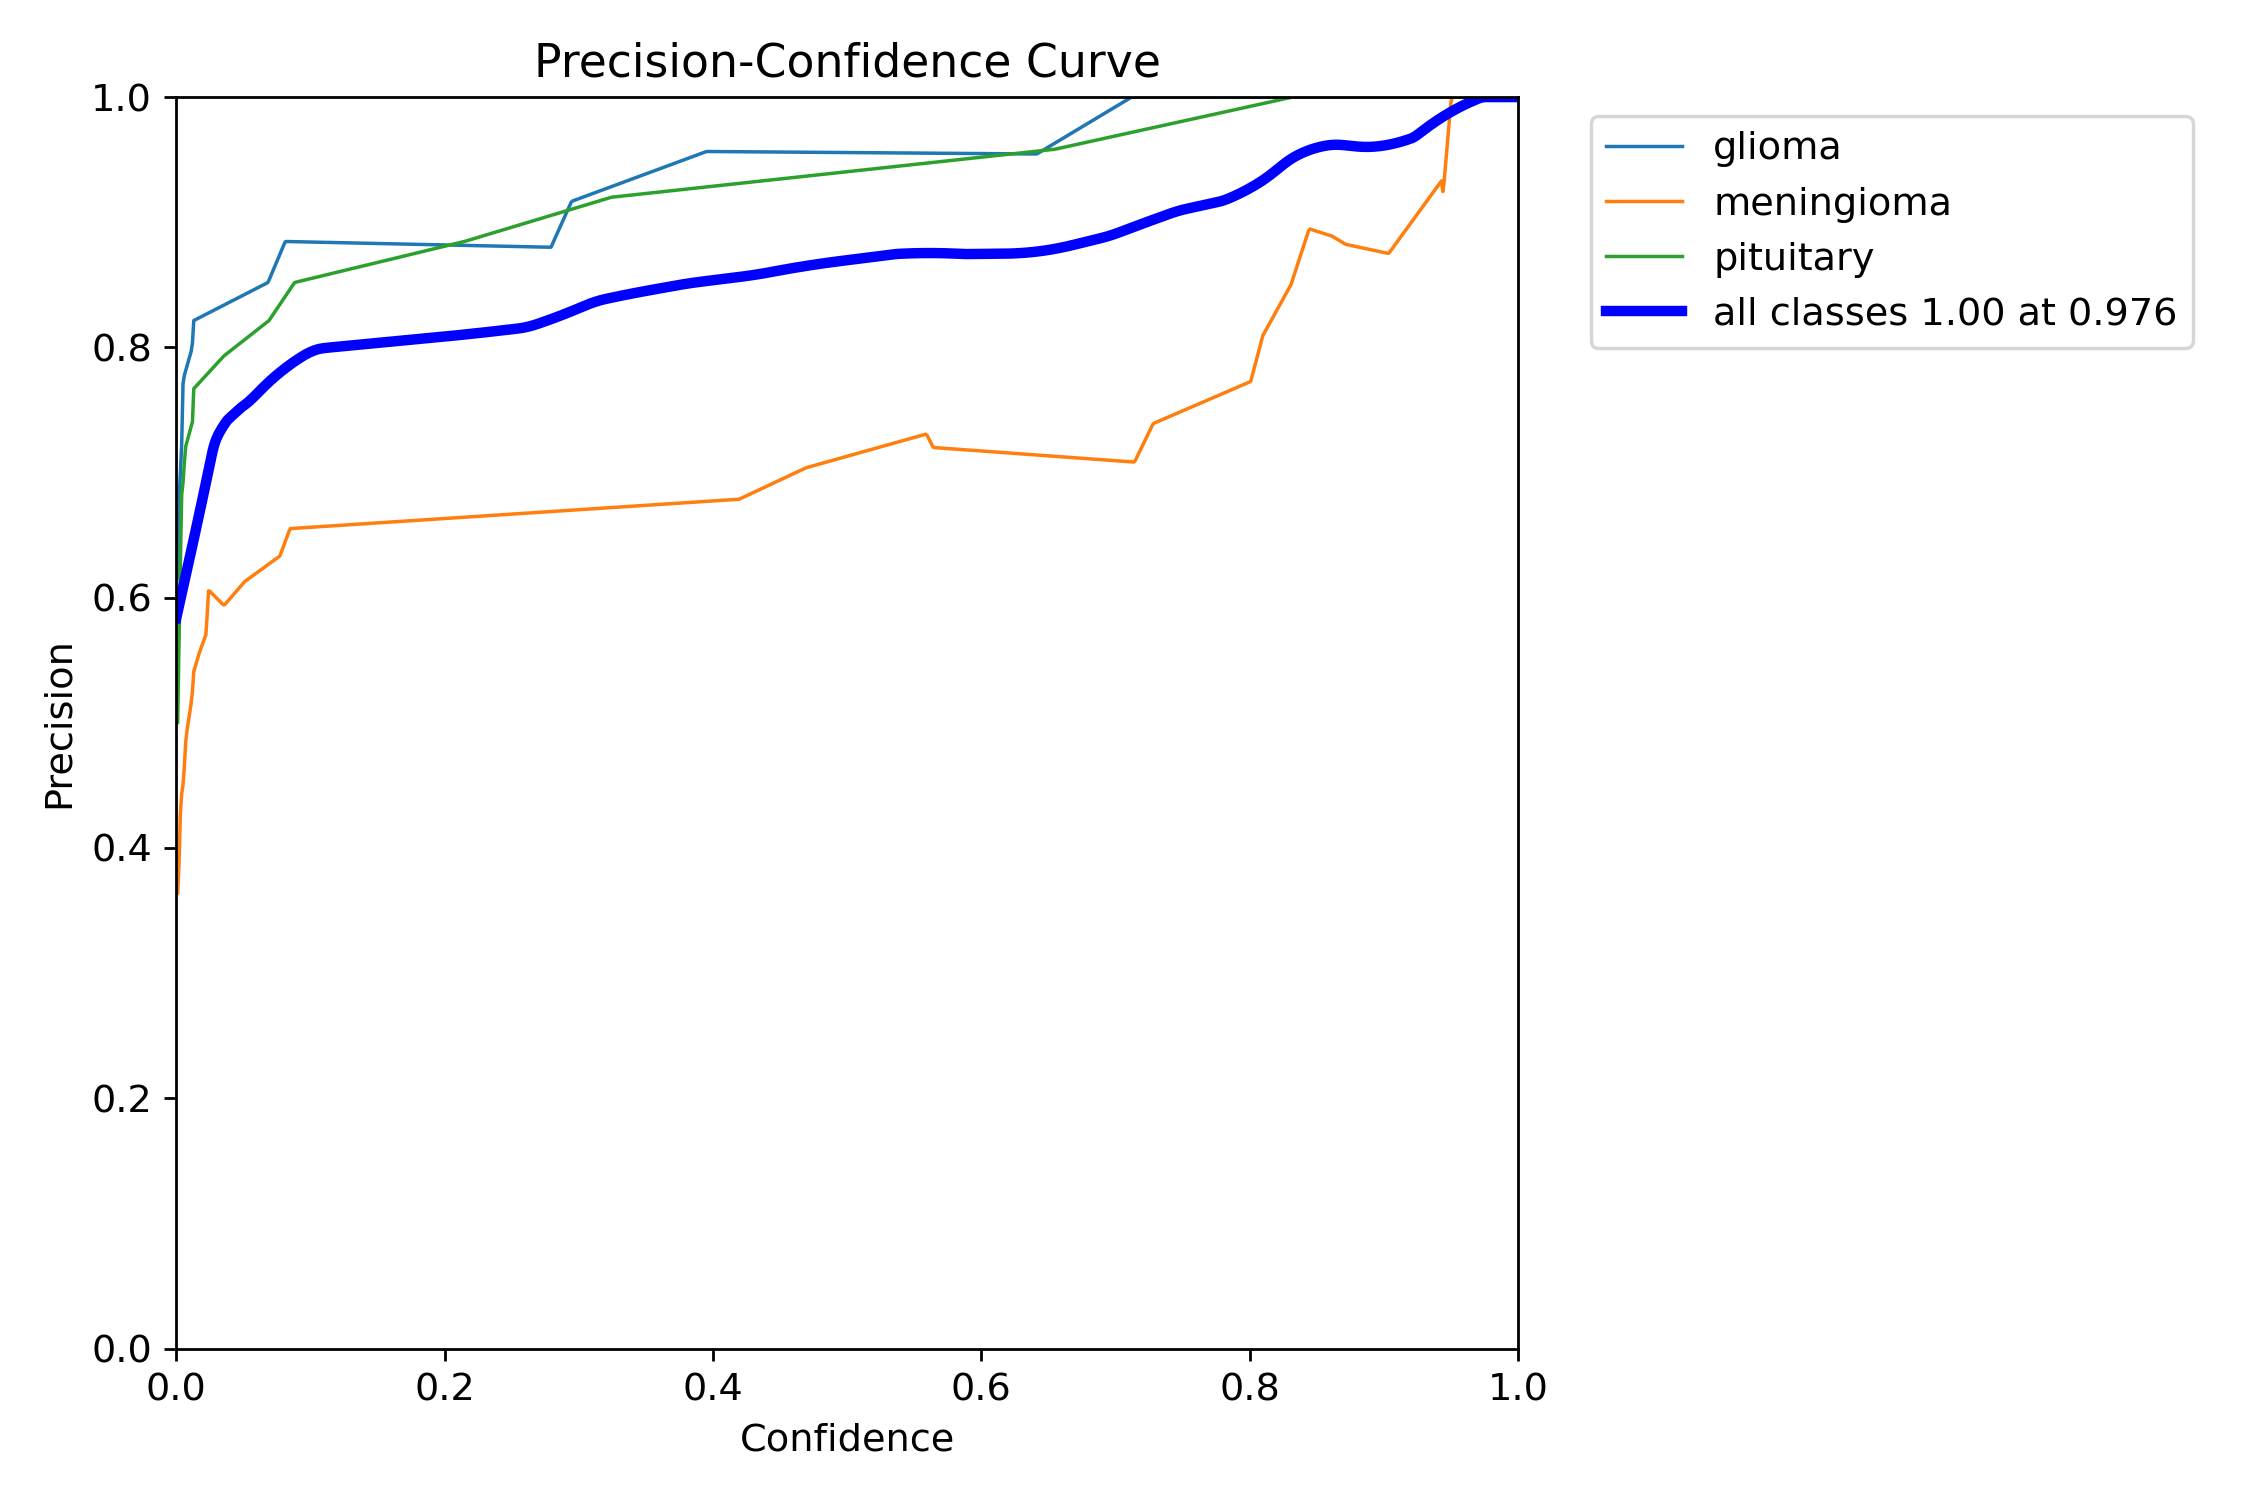 Precision-Confidence Curve
1.0
0.8
0.6
0.4
0.2
0.0
Precision
0.0 0.2 0.4 0.6 0.8 1.0
Confidence
glioma
meningioma
pituitary
all classes 1.00 at 0.976